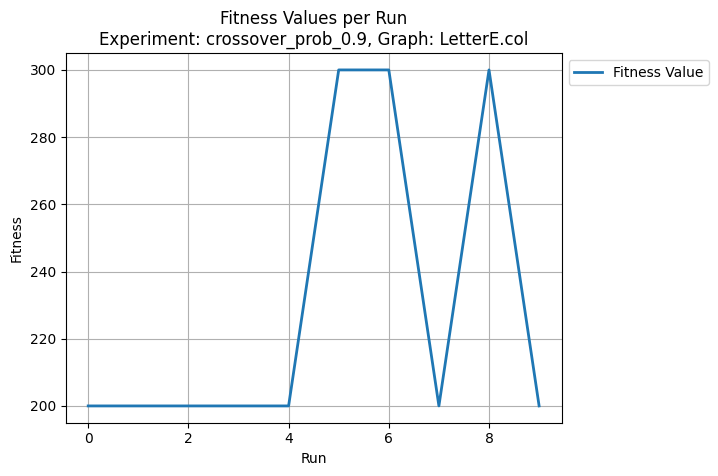 Fitness Values per Run
Experiment: crossover_prob_0.9, Graph: LetterE.col
Fitness Value
300
280
260
240
220
200
Fitness
0 2 4 6 8
Run